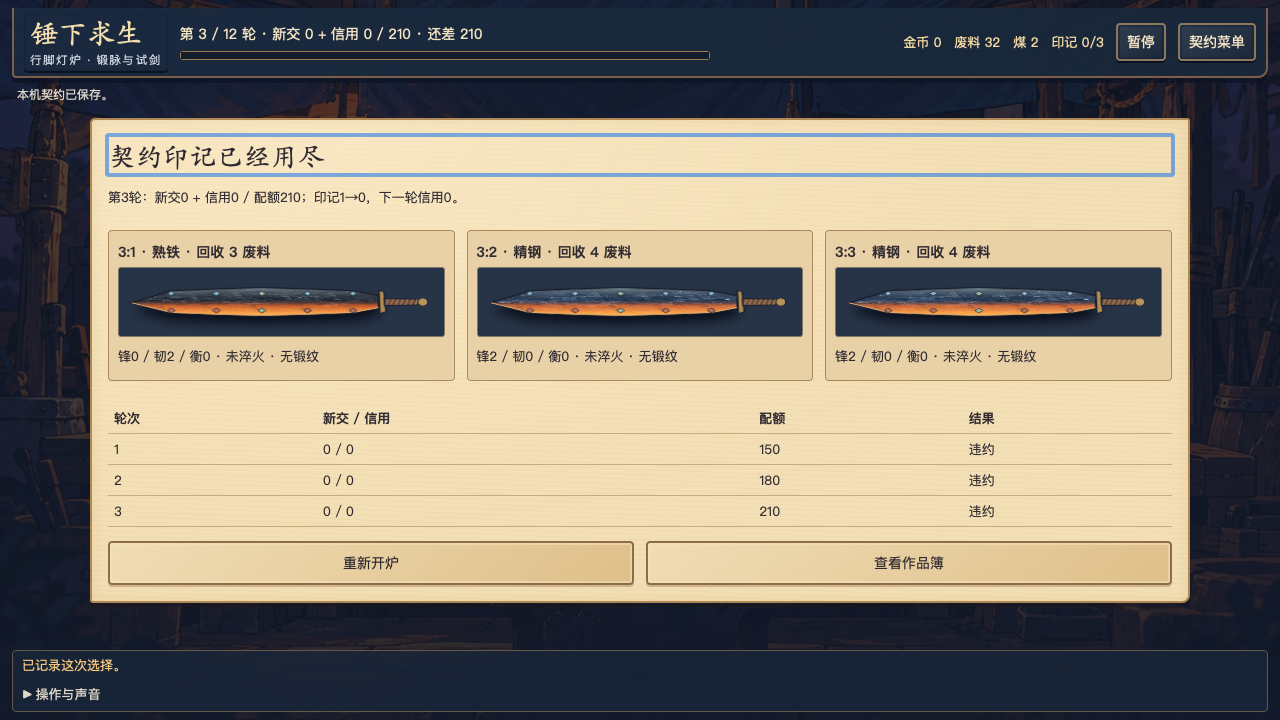 锤下求生
行脚灯炉 · 锻脉与试剑
第 3 / 12 轮 · 新交 0 + 信用 0 / 210 · 还差 210
金币 0 废料 32 煤 2 印记 0/3
暂停
契约菜单
本机契约已保存。
契约印记已经用尽
第3轮：新交0 + 信用0 / 配额210；印记1→0，下一轮信用0。
3:1 · 熟铁 · 回收 3 废料
锋0 / 韧2 / 衡0 · 未淬火 · 无锻纹
3:2 · 精钢 · 回收 4 废料
锋2 / 韧0 / 衡0 · 未淬火 · 无锻纹
3:3 · 精钢 · 回收 4 废料
锋2 / 韧0 / 衡0 · 未淬火 · 无锻纹
轮次 新交 / 信用 配额 结果
1 0 / 0 150 违约
2 0 / 0 180 违约
3 0 / 0 210 违约
重新开炉
查看作品簿
已记录这次选择。
▶ 操作与声音